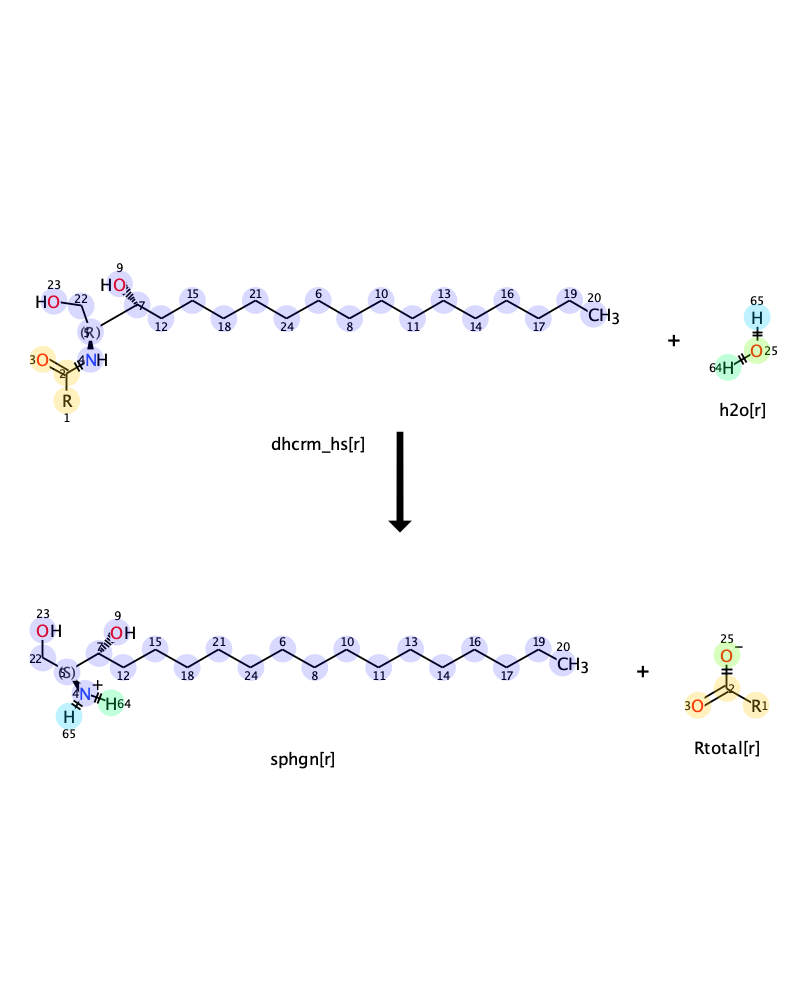 9
HO
23
HO
22
7
15
21
6
10
13
16
19
20
CH3
12
18
24
8
11
14
17
(R)
4
NH
3
O
2
R
1
+
65
H
O
25
64
H
h2o[r]
dhcrm_hs[r]
23
OH
9
OH
22
7
15
21
6
10
13
16
19
20
CH3
12
18
24
8
11
14
17
(S)
4
N
+
H
64
H
65
+
25
O
−
2
3
O
R
1
Rtotal[r]
sphgn[r]